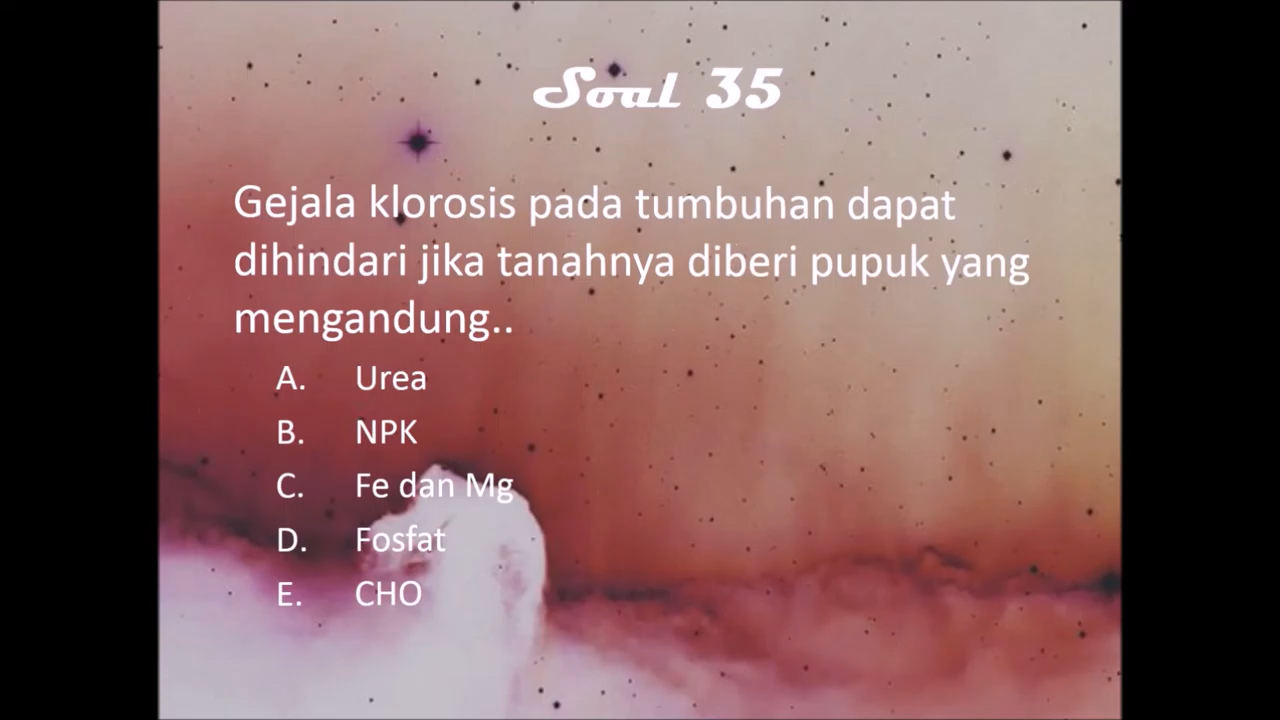 Soal 35
Gejala klorosis pada tumbuhan dapat
dihindari jika tanahnya diberi pupuk yang
mengandung..
A. Urea
B. NPK
C. Fe dan Mg
D. Fosfat
E. CHO